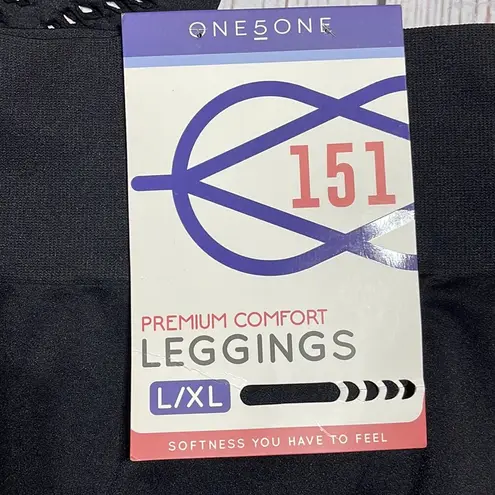 ONE5ONE
151
PREMIUM COMFORT
LEGGINGS
L/XL
SOFTNESS YOU HAVE TO FEEL